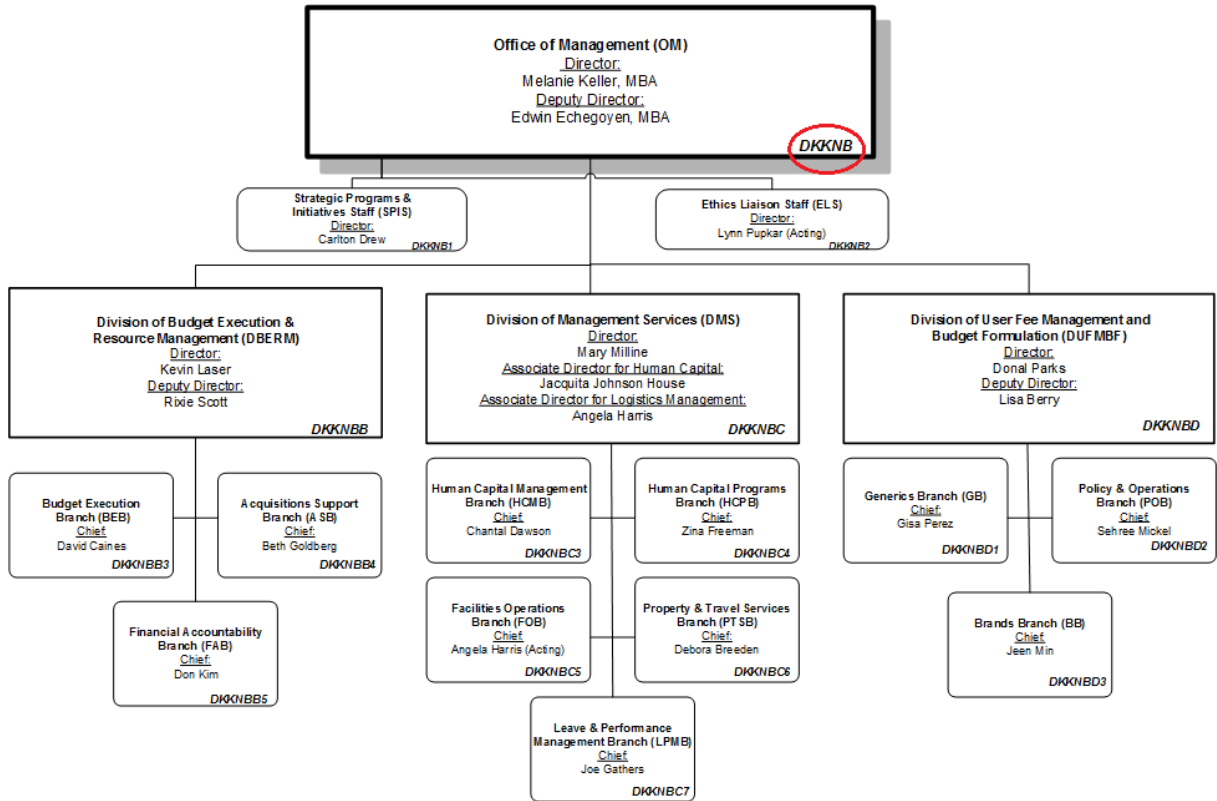 Office of Management (OM)
Director:
Melanie Keller, MBA
Deputy Director:
Edwin Echegoyen, MBA
DKKNB
Strategic Programs &
Initiatives Staff (SPIS)
Director:
Carlton Drew
DKKNB1
Ethics Liaison Staff (ELS)
Director:
Lynn Pupkar (Acting)
DKKNB2
Division of Budget Execution &
Resource Management (DBERM)
Director:
Kevin Laser
Deputy Director:
Rixie Scott
DKKNBB
Division of Management Services (DMS)
Director:
Mary Milline
Associate Director for Human Capital:
Jacquita Johnson House
Associate Director for Logistics Management:
Angela Harris
DKKNBC
Division of User Fee Management and
Budget Formulation (DUFMBF)
Director:
Donal Parks
Deputy Director:
Lisa Berry
DKKNBD
Budget Execution
Branch (BEB)
Chief
David Caines
DKKNBB3
Acquisitions Support
Branch (ASB)
Chief:
Beth Goldberg
DKKNBB4
Financial Accountability
Branch (FAB)
Chief:
Don Kim
DKKNBB5
Human Capital Management
Branch (HCMB)
Chief
Chantal Dawson
DKKNBC3
Human Capital Programs
Branch (HCPB)
Chief:
Zina Freeman
DKKNBC4
Facilities Operations
Branch (FOB)
Chief
Angela Harris (Acting)
DKKNBC5
Property & Travel Services
Branch (PTSB)
Chief:
Debora Breeden
DKKNBC6
Leave & Performance
Management Branch (LPMB)
Chief
Joe Gathers
DKKNBC7
Generics Branch (GB)
Chief:
Gisa Perez
DKKNBD1
Policy & Operations
Branch (POB)
Chief
Sehree Mickel
DKKNBD2
Brands Branch (BB)
Chief
Jeen Min
DKKNBD3